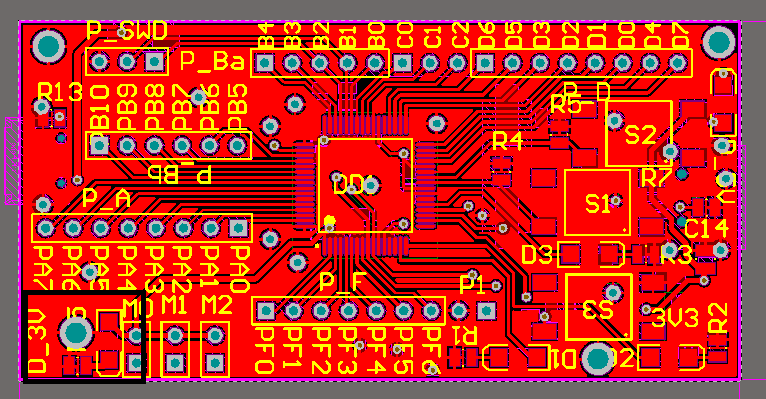 P_SWD
B4 B3 B2 B1 B0 C0 C1 C2 D6 D5 D3 D2 D1 D0 D4 D7
P_Ba
R13
PB10 PB9 PB8 PB7 PB6 PB5
P_D
R5
S2
R4
P_Bb
R7
DD1
P_A
S1
C14
D3
R3
PA7 PA6 PA5 PA4 PA3 PA2 PA1 PA0
P_F
P1
S3
M0 M1 M2
D_3V
3V3
R2
R1
PF0 PF1 PF2 PF3 PF4 PF5 PF6
D1